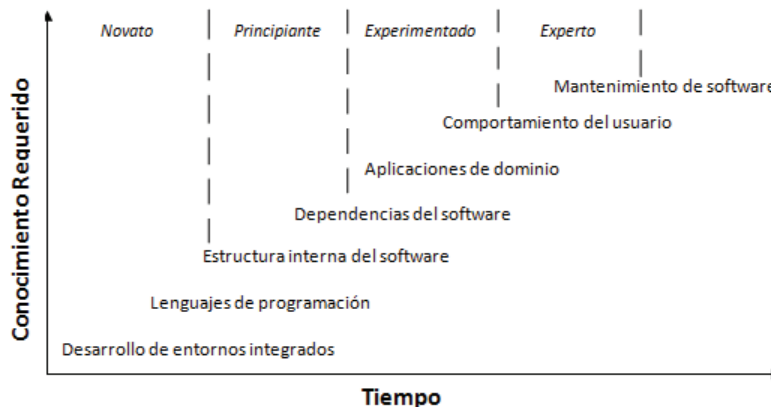 Novato
Principiante
Experimentado
Experto
Mantenimiento de software
Comportamiento del usuario
Aplicaciones de dominio
Dependencias del software
Estructura interna del software
Lenguajes de programación
Desarrollo de entornos integrados
Conocimiento Requerido
Tiempo